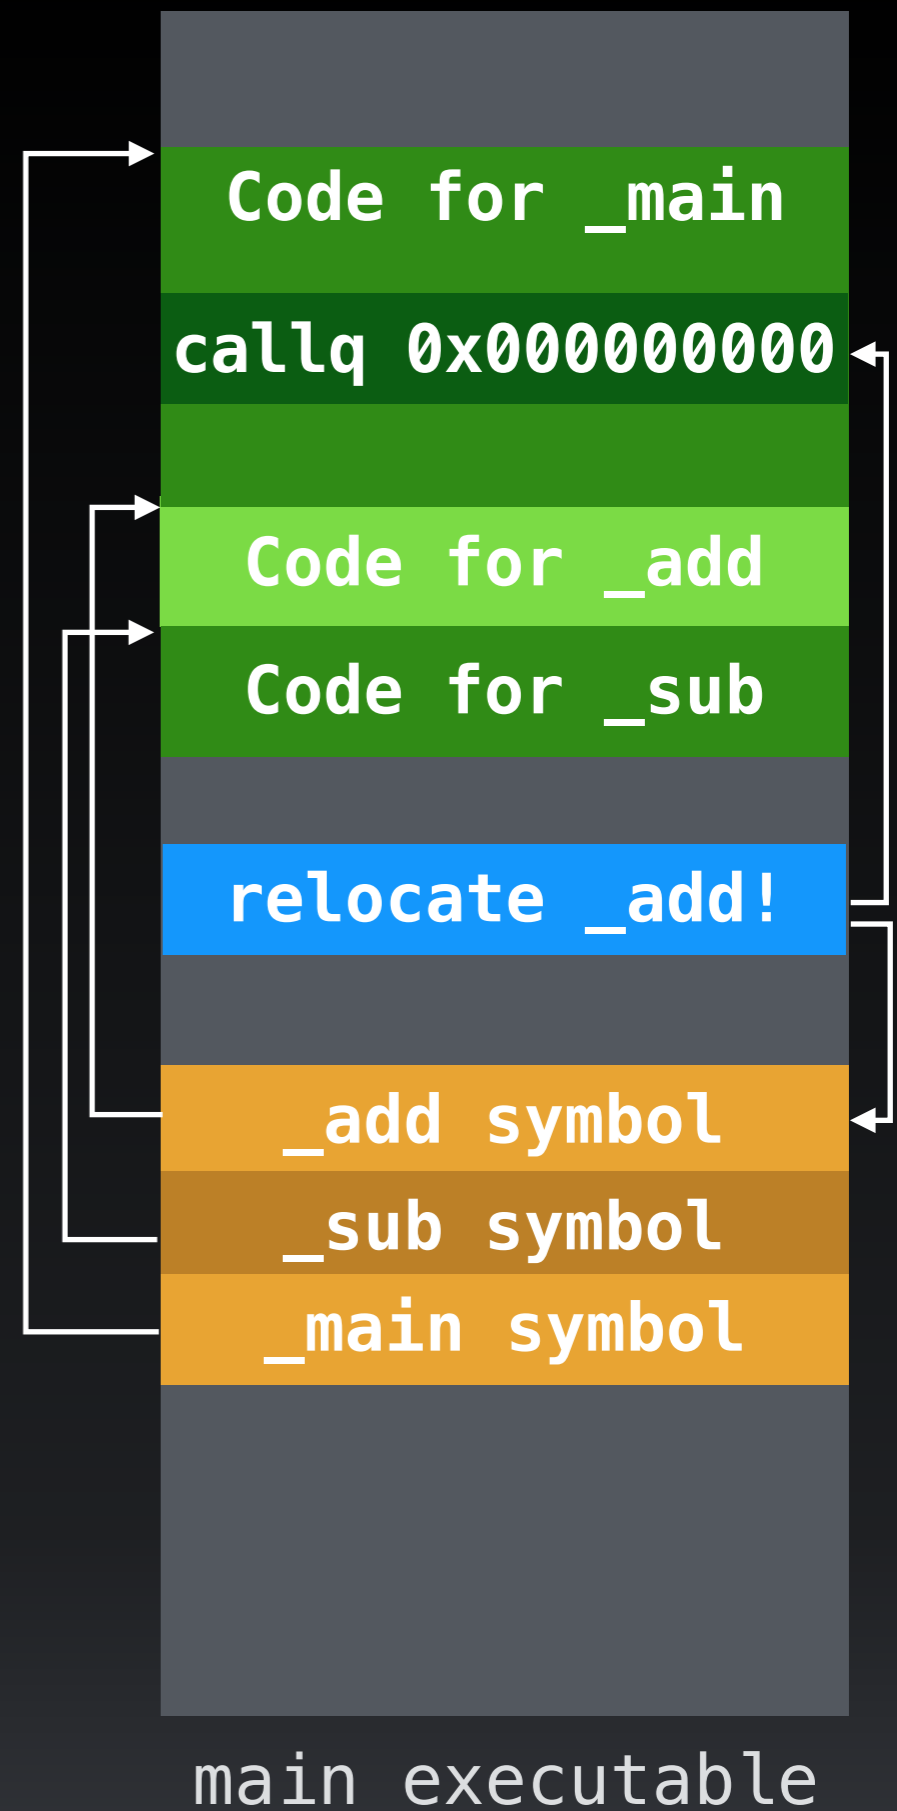 Code for _main
callq 0x000000000
Code for _add
Code for _sub
relocate _add!
_add symbol
_sub symbol
_main symbol
main executable